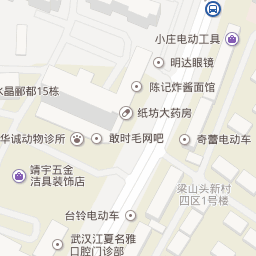 小庄电动工具
明达眼镜
水晶郦都15栋
陈记炸酱面馆
纸坊大药房
华诚动物诊所
敢时毛网吧
奇蕾电动车
靖宇五金
洁具装饰店
梁山头新村
四区1号楼
台铃电动车
武汉江夏名雅
口腔门诊部